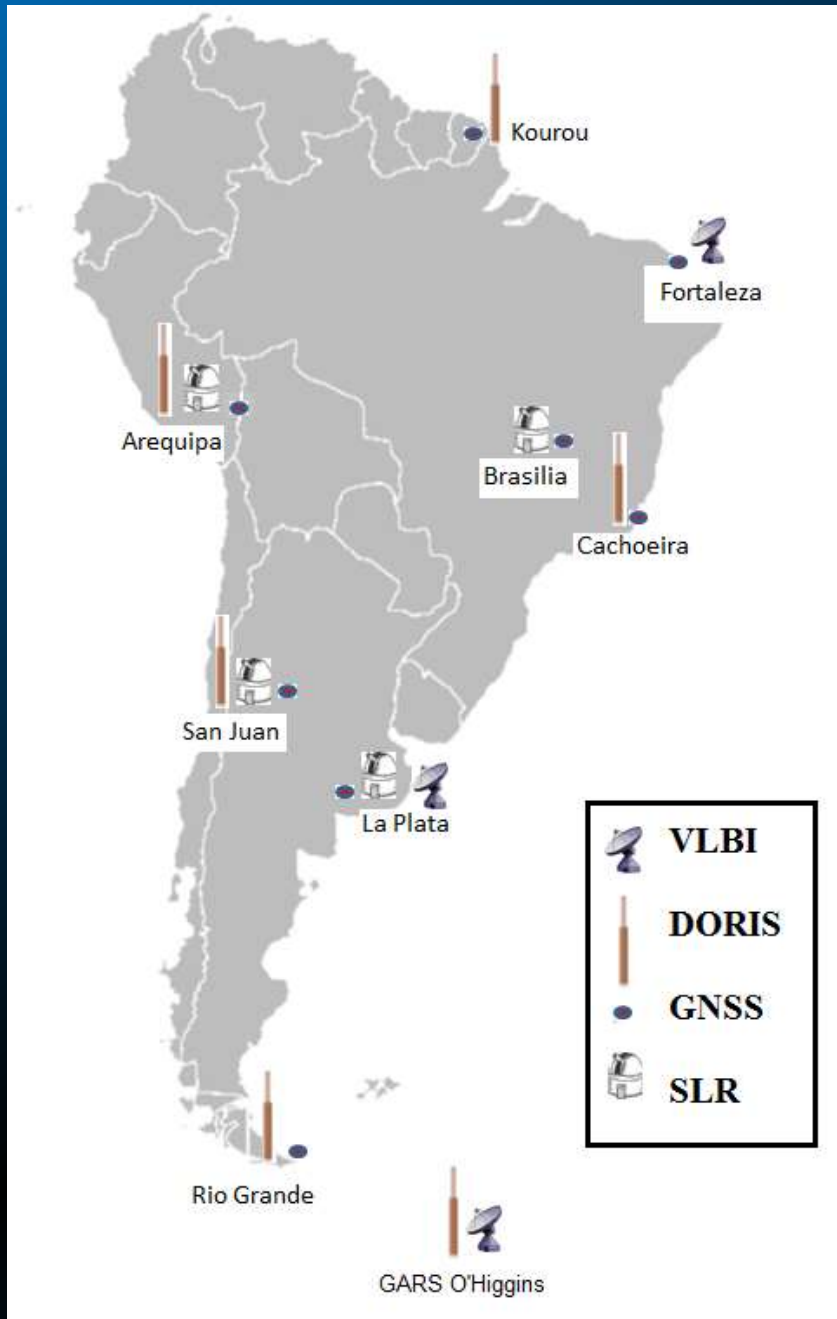 Kourou
Fortaleza
Arequipa
Brasilia
Cachoeira
San Juan
La Plata
VLBI
DORIS
GNSS
SLR
Rio Grande
GARS O'Higgins